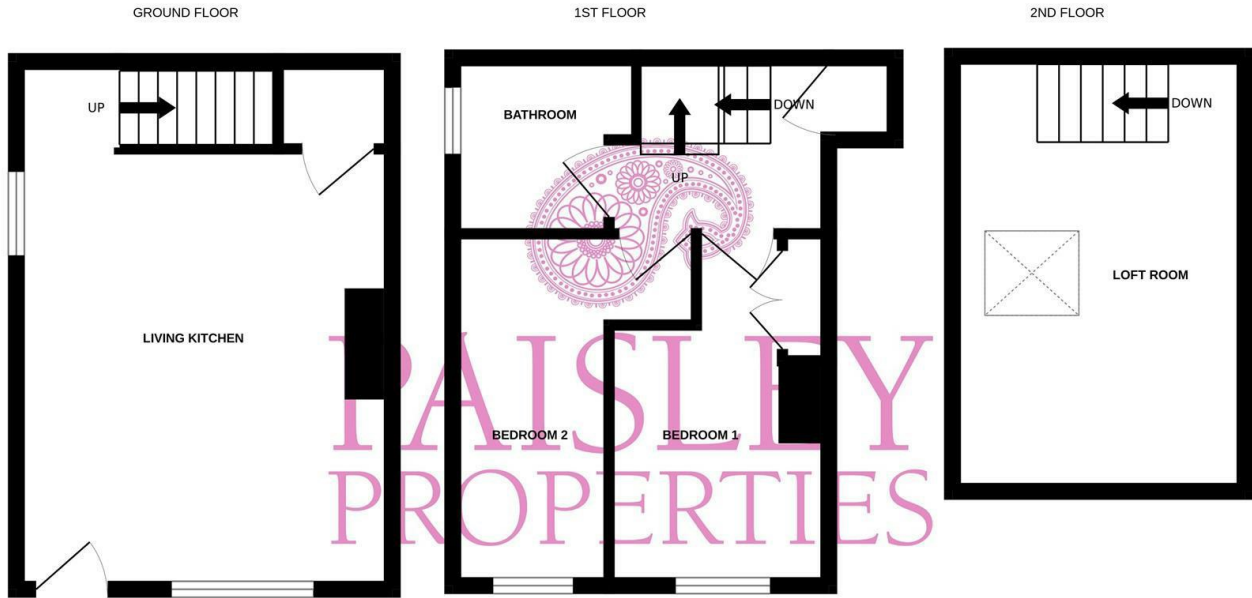 GROUND FLOOR
UP
LIVING KITCHEN
1ST FLOOR
BATHROOM
DOWN
UP
BEDROOM 2
BEDROOM 1
2ND FLOOR
DOWN
LOFT ROOM
PAISLEY
PROPERTIES